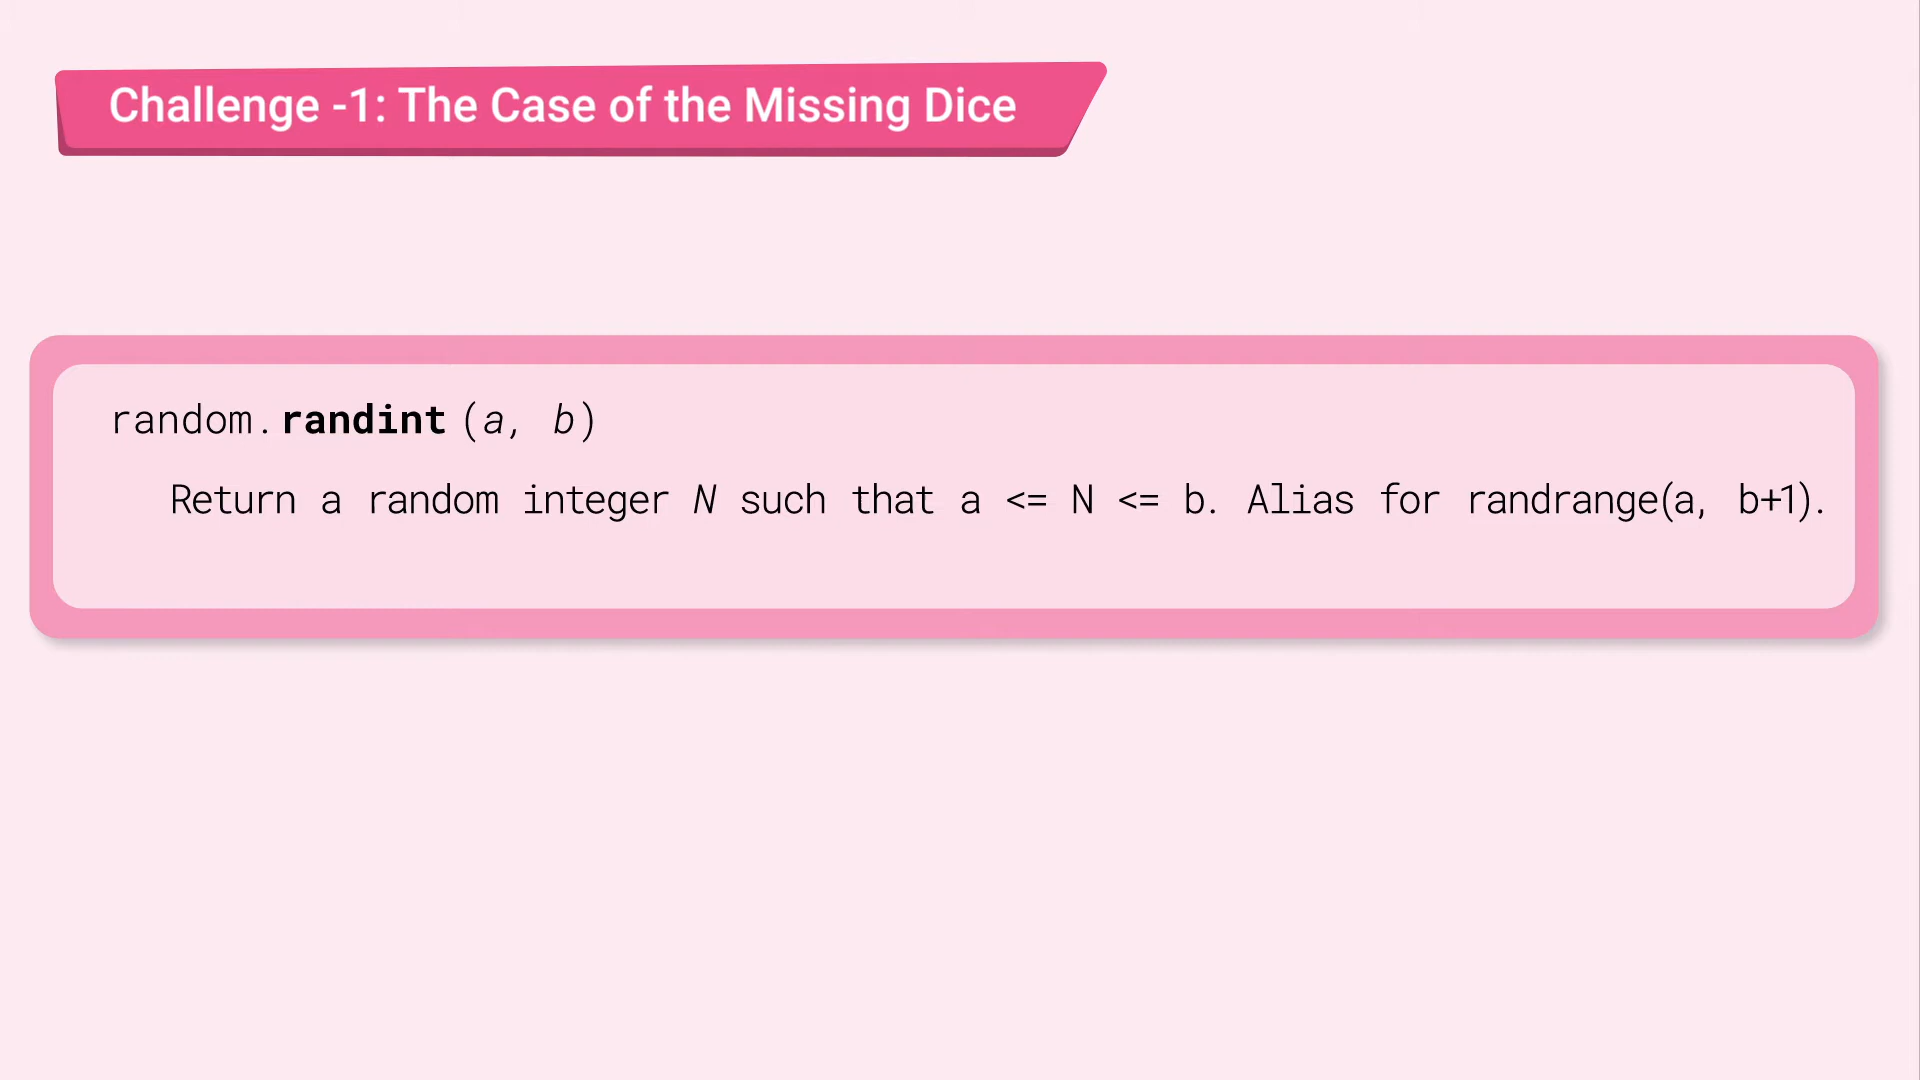 Challenge -1: The Case of the Missing Dice
random.randint (a, b)
Return a random integer N such that a <= N <= b. Alias for randrange(a, b+1).